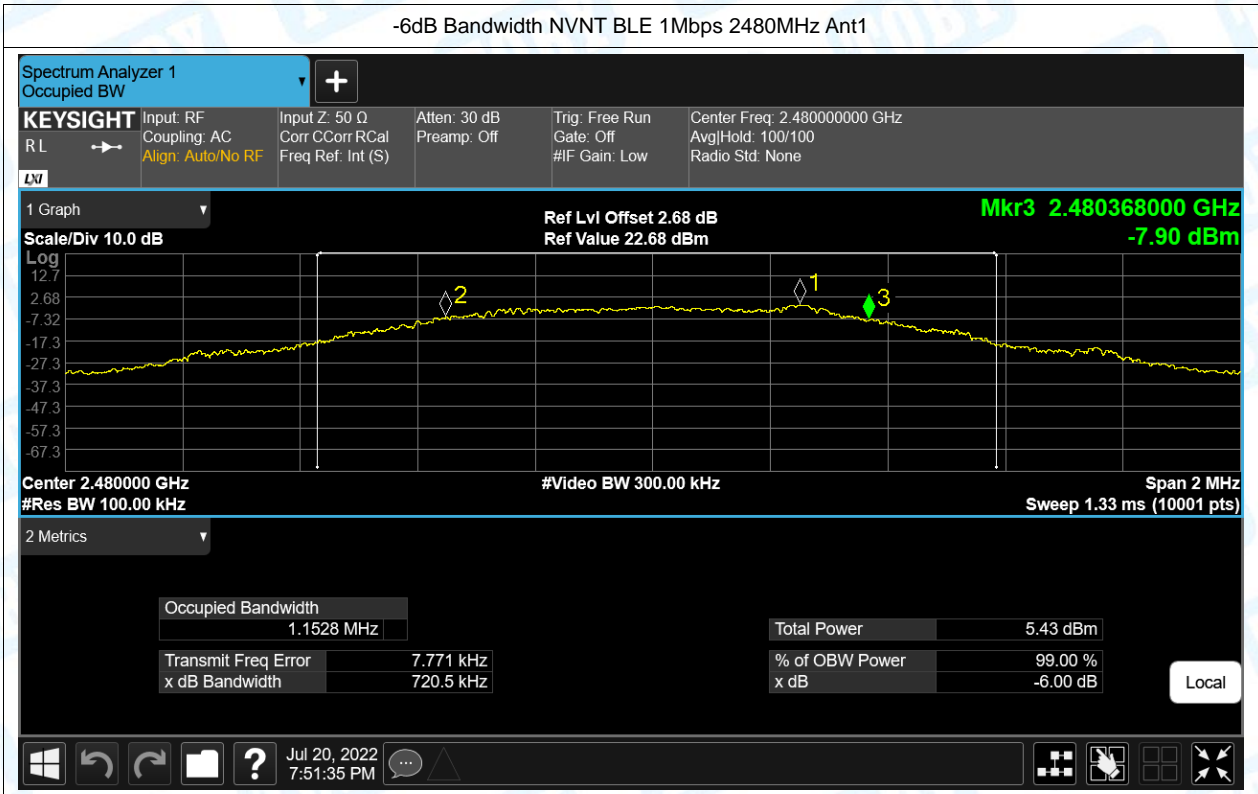 -6dB Bandwidth NVNT BLE 1Mbps 2480MHz Ant1
Spectrum Analyzer 1
Occupied BW
KEYSIGHT
R L
LXI
Input: RF
Coupling: AC
Align: Auto/No RF
Input Z: 50 Ω
Corr CCorr RCal
Freq Ref: Int (S)
Atten: 30 dB
Preamp: Off
Trig: Free Run
Gate: Off
#IF Gain: Low
Center Freq: 2.480000000 GHz
Avg|Hold: 100/100
Radio Std: None
1 Graph
Scale/Div 10.0 dB
Ref Lvl Offset 2.68 dB
Ref Value 22.68 dBm
Mkr3 2.480368000 GHz
-7.90 dBm
Log
12.7
2.68
-7.32
-17.3
-27.3
-37.3
-47.3
-57.3
-67.3
2
1
3
Center 2.480000 GHz
#Res BW 100.00 kHz
#Video BW 300.00 kHz
Span 2 MHz
Sweep 1.33 ms (10001 pts)
2 Metrics
Occupied Bandwidth
1.1528 MHz
Transmit Freq Error 7.771 kHz
x dB Bandwidth 720.5 kHz
Total Power 5.43 dBm
% of OBW Power 99.00 %
x dB -6.00 dB
Local
?
Jul 20, 2022
7:51:35 PM